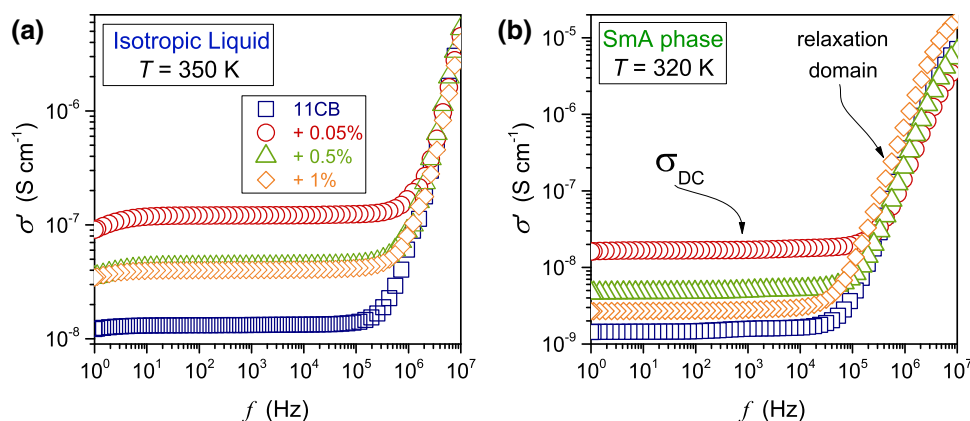 (a)
Isotropic Liquid
T = 350 K
11CB
+ 0.05%
+ 0.5%
+ 1%
10⁻⁶
10⁻⁷
10⁻⁸
σ' (S cm⁻¹)
10⁰ 10¹ 10² 10³ 10⁴ 10⁵ 10⁶ 10⁷
f (Hz)
(b)
SmA phase
T = 320 K
relaxation
domain
σDC
10⁻⁵
10⁻⁶
10⁻⁷
10⁻⁸
10⁻⁹
σ' (S cm⁻¹)
10⁰ 10¹ 10² 10³ 10⁴ 10⁵ 10⁶ 10⁷
f (Hz)